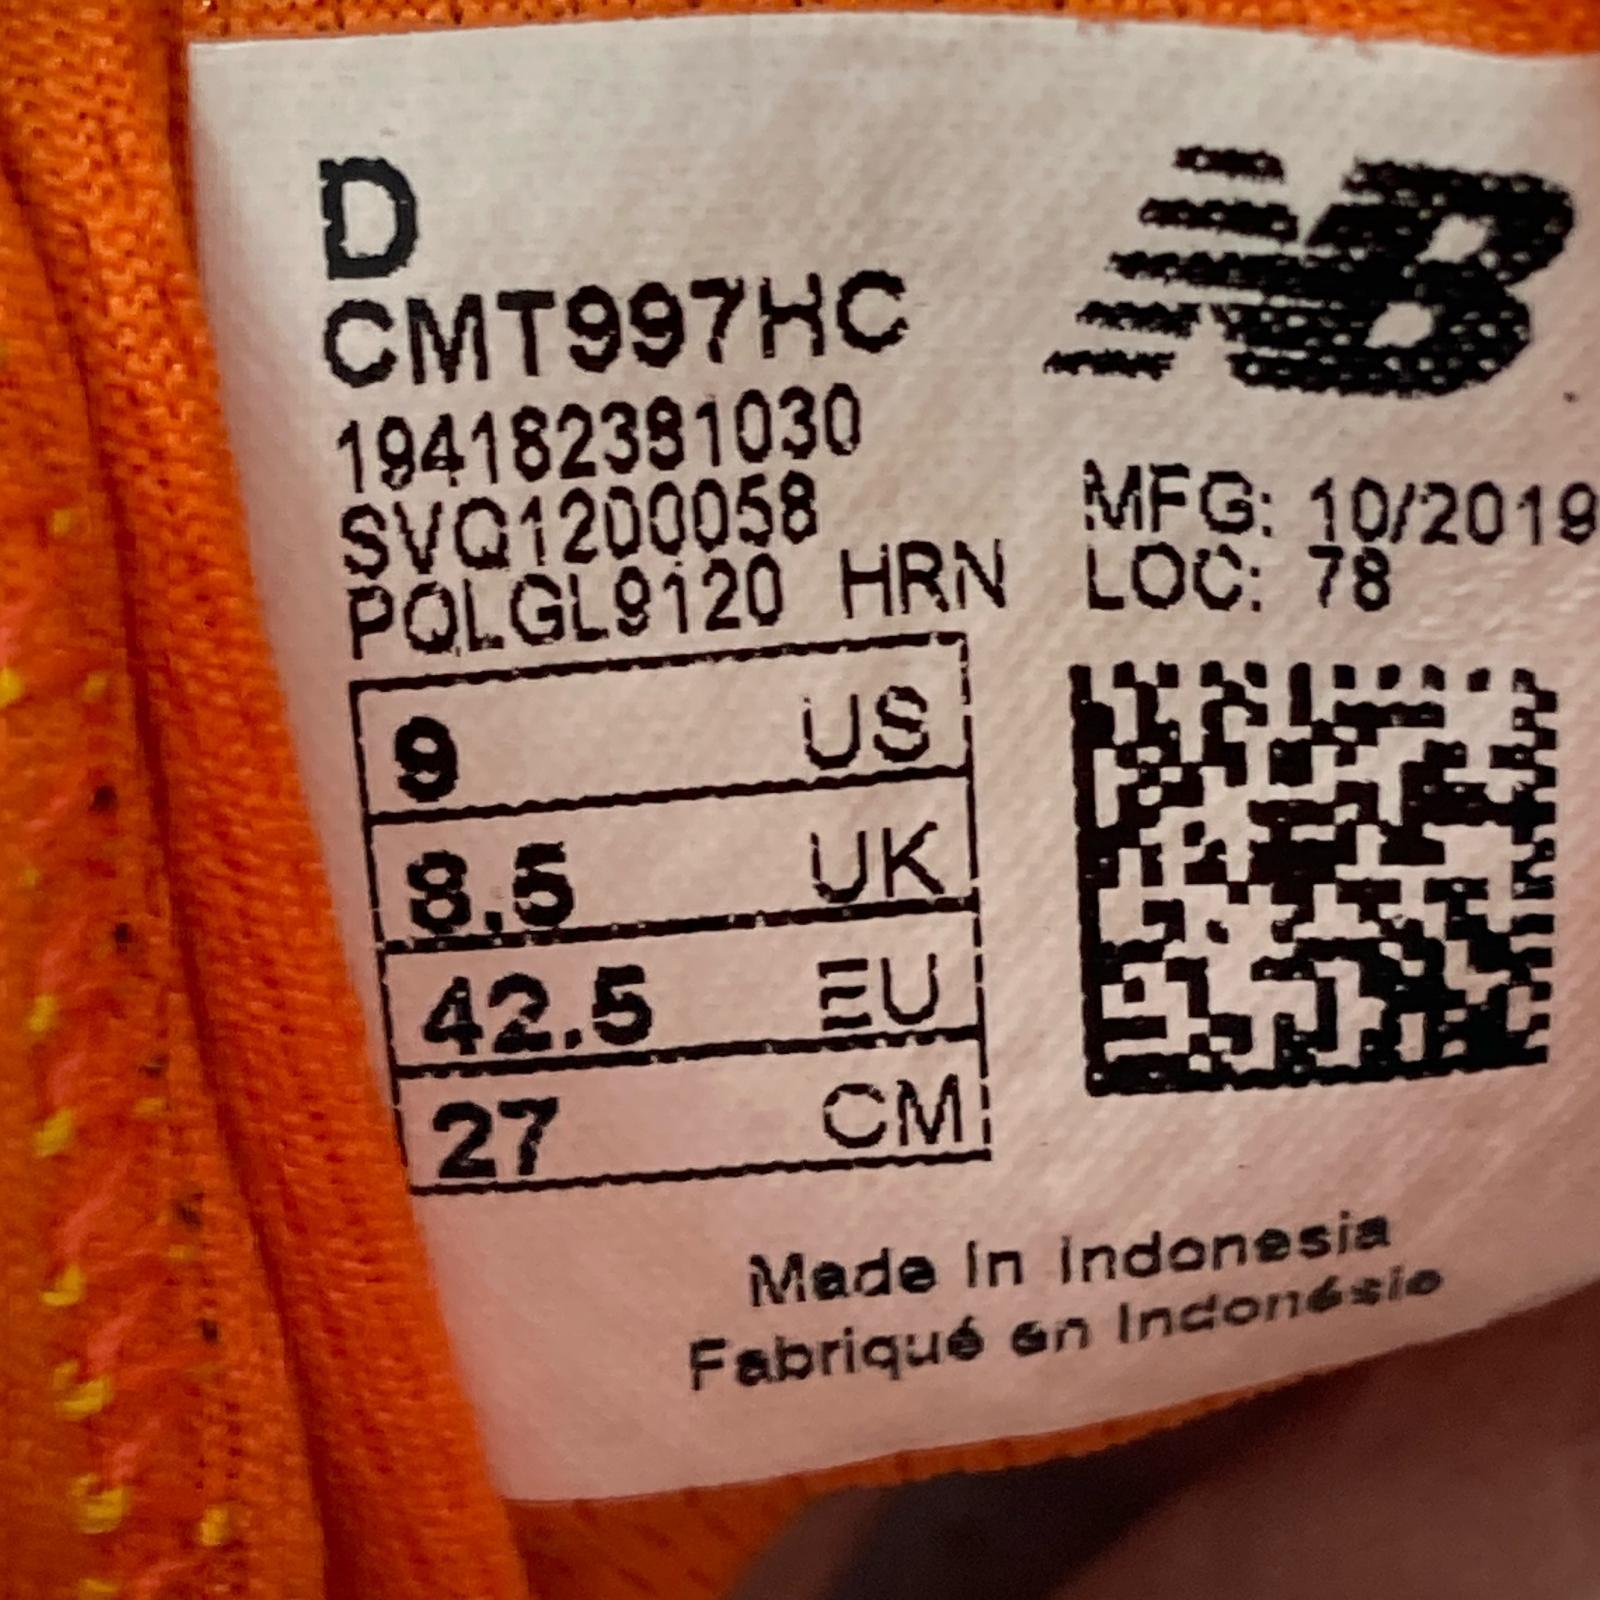 D
CMT997HC
194182381030
SVQ1200058
PQLGL9120 HRN
NB
MFG: 10/2019
LOC: 78
9 US
8.5 UK
42.5 EU
27 CM
Made In Indonesia
Fabriqué en Indonésie